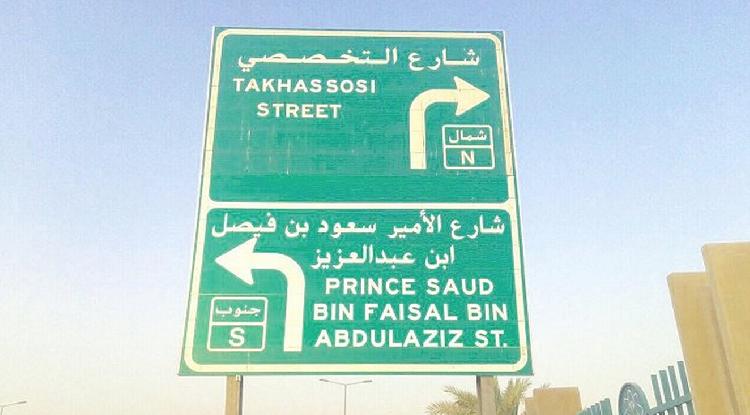 شارع التخصصي
TAKHASSOSI
STREET
شمال
N
شارع الأمير سعود بن فيصل
ابن عبدالعزيز
PRINCE SAUD
BIN FAISAL BIN
ABDULAZIZ ST.
جنوب
S